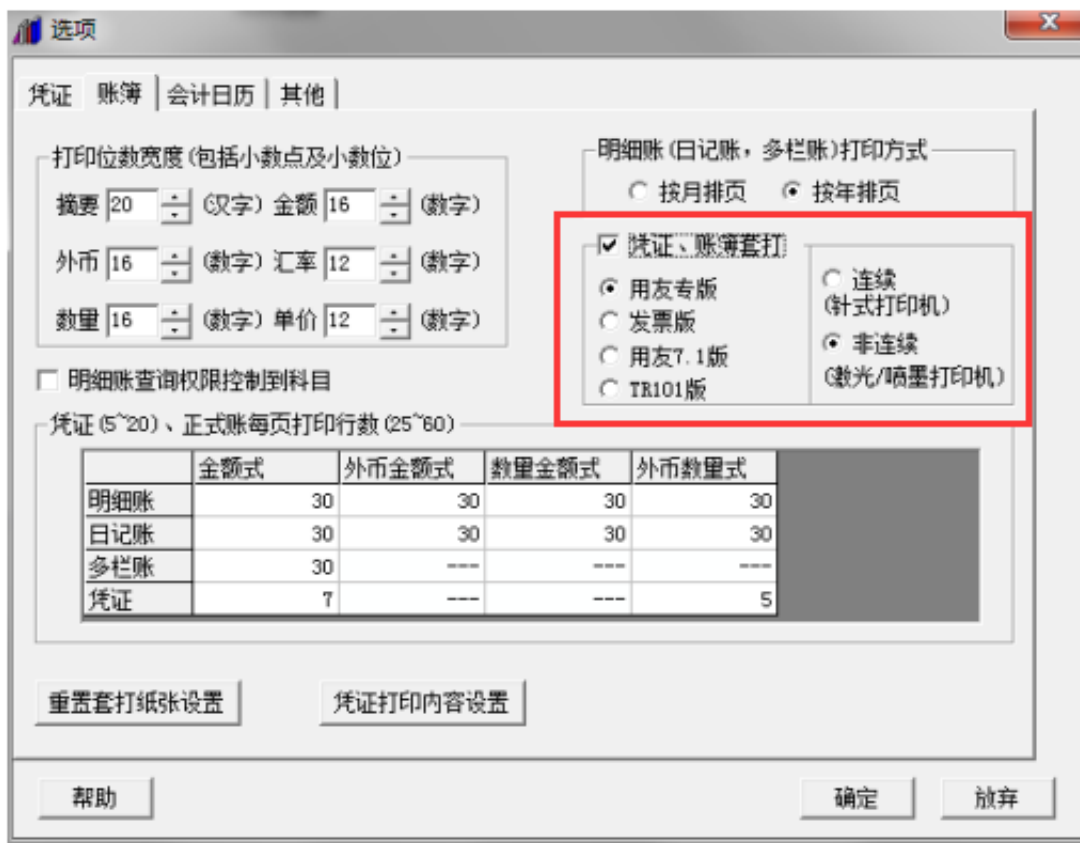 选项
凭证 账簿 会计日历 其他
打印位数宽度(包括小数点及小数位)
摘要 20 (汉字) 金额 16 (数字)
外币 16 (数字) 汇率 12 (数字)
数量 16 (数字) 单价 12 (数字)
明细账(日记账，多栏账)打印方式
按月排页 按年排页
凭证、账簿套打
用友专版
发票版
用友7.1版
TR101版
连续
(针式打印机)
非连续
(激光/喷墨打印机)
明细账查询权限控制到科目
凭证(5~20)、正式账每页打印行数(25~60)
金额式 外币金额式 数量金额式 外币数量式
明细账 30 30 30 30
日记账 30 30 30 30
多栏账 30 --- --- ---
凭证 7 --- --- 5
重置套打纸张设置 凭证打印内容设置
帮助 确定 放弃